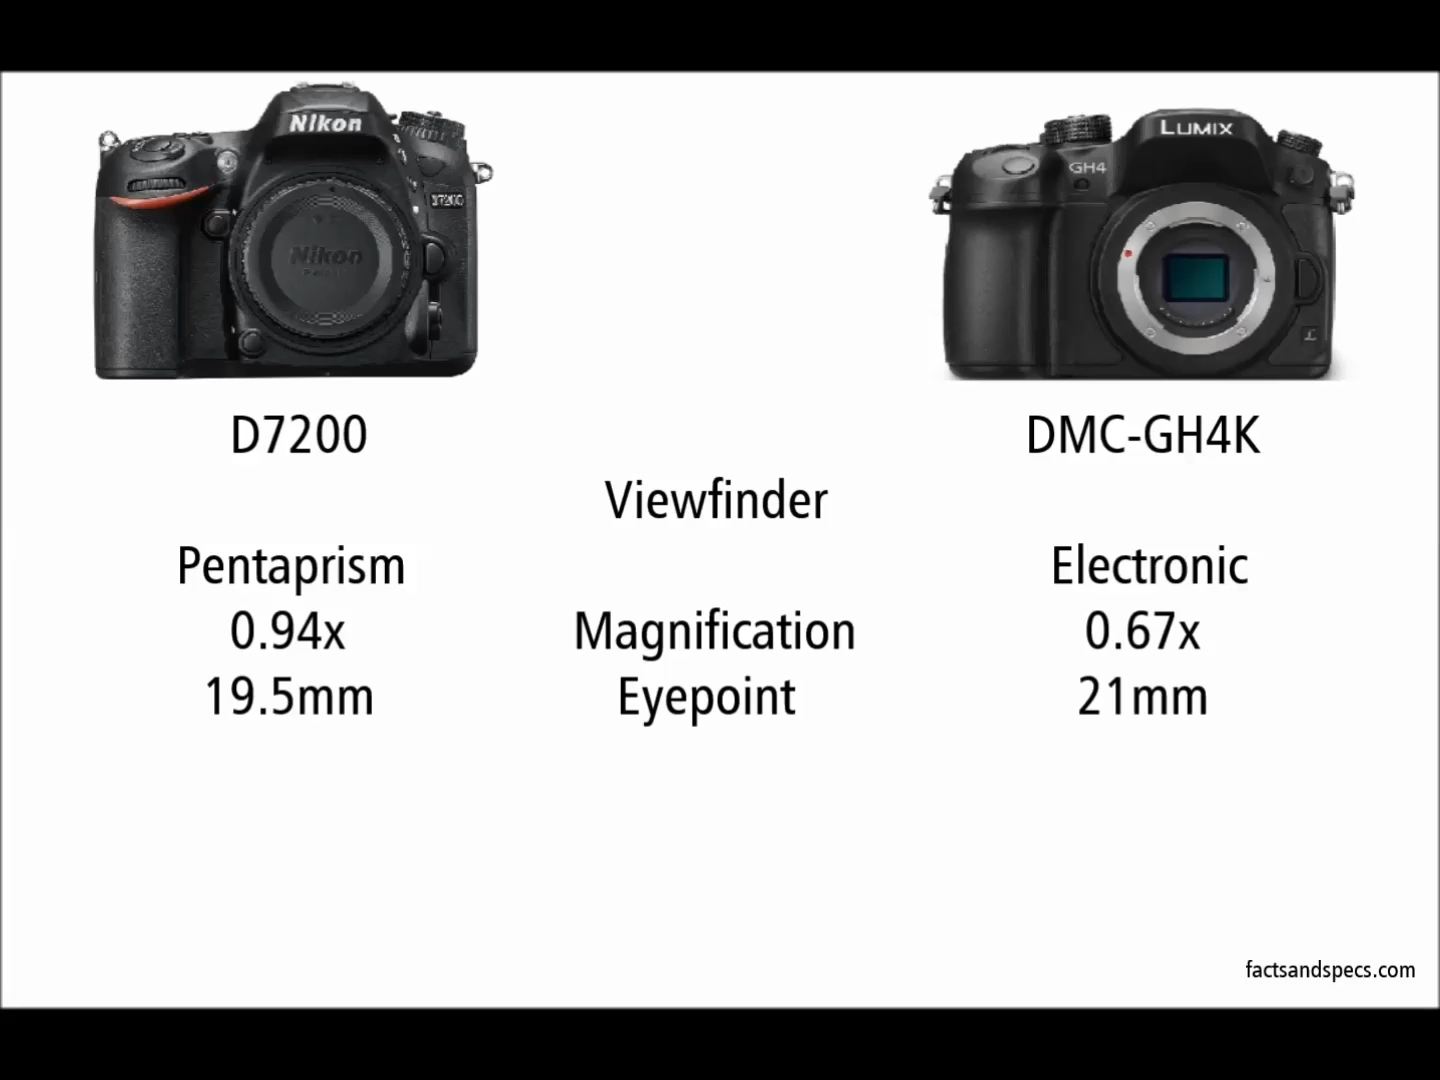 Nikon
D7200
Nikon
LUMIX
GH4
L
D7200
DMC-GH4K
Viewfinder
Pentaprism
Electronic
0.94x
Magnification
0.67x
19.5mm
Eyepoint
21mm
factsandspecs.com